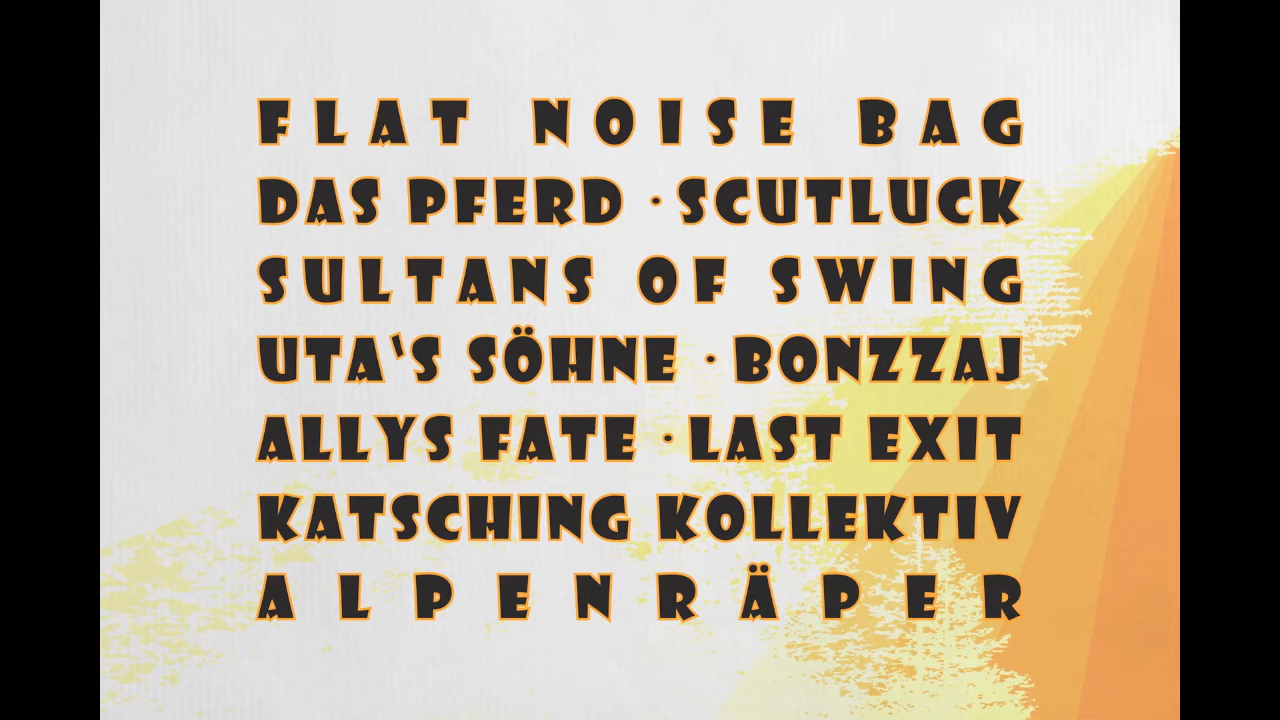 FLAT NOISE BAG
DAS PFERD · SCUTLUCK
SULTANS OF SWING
UTA‘S SÖHNE · BONZZAJ
ALLYS FATE · LAST EXIT
KATSCHING KOLLEKTIV
ALPENRÄPER